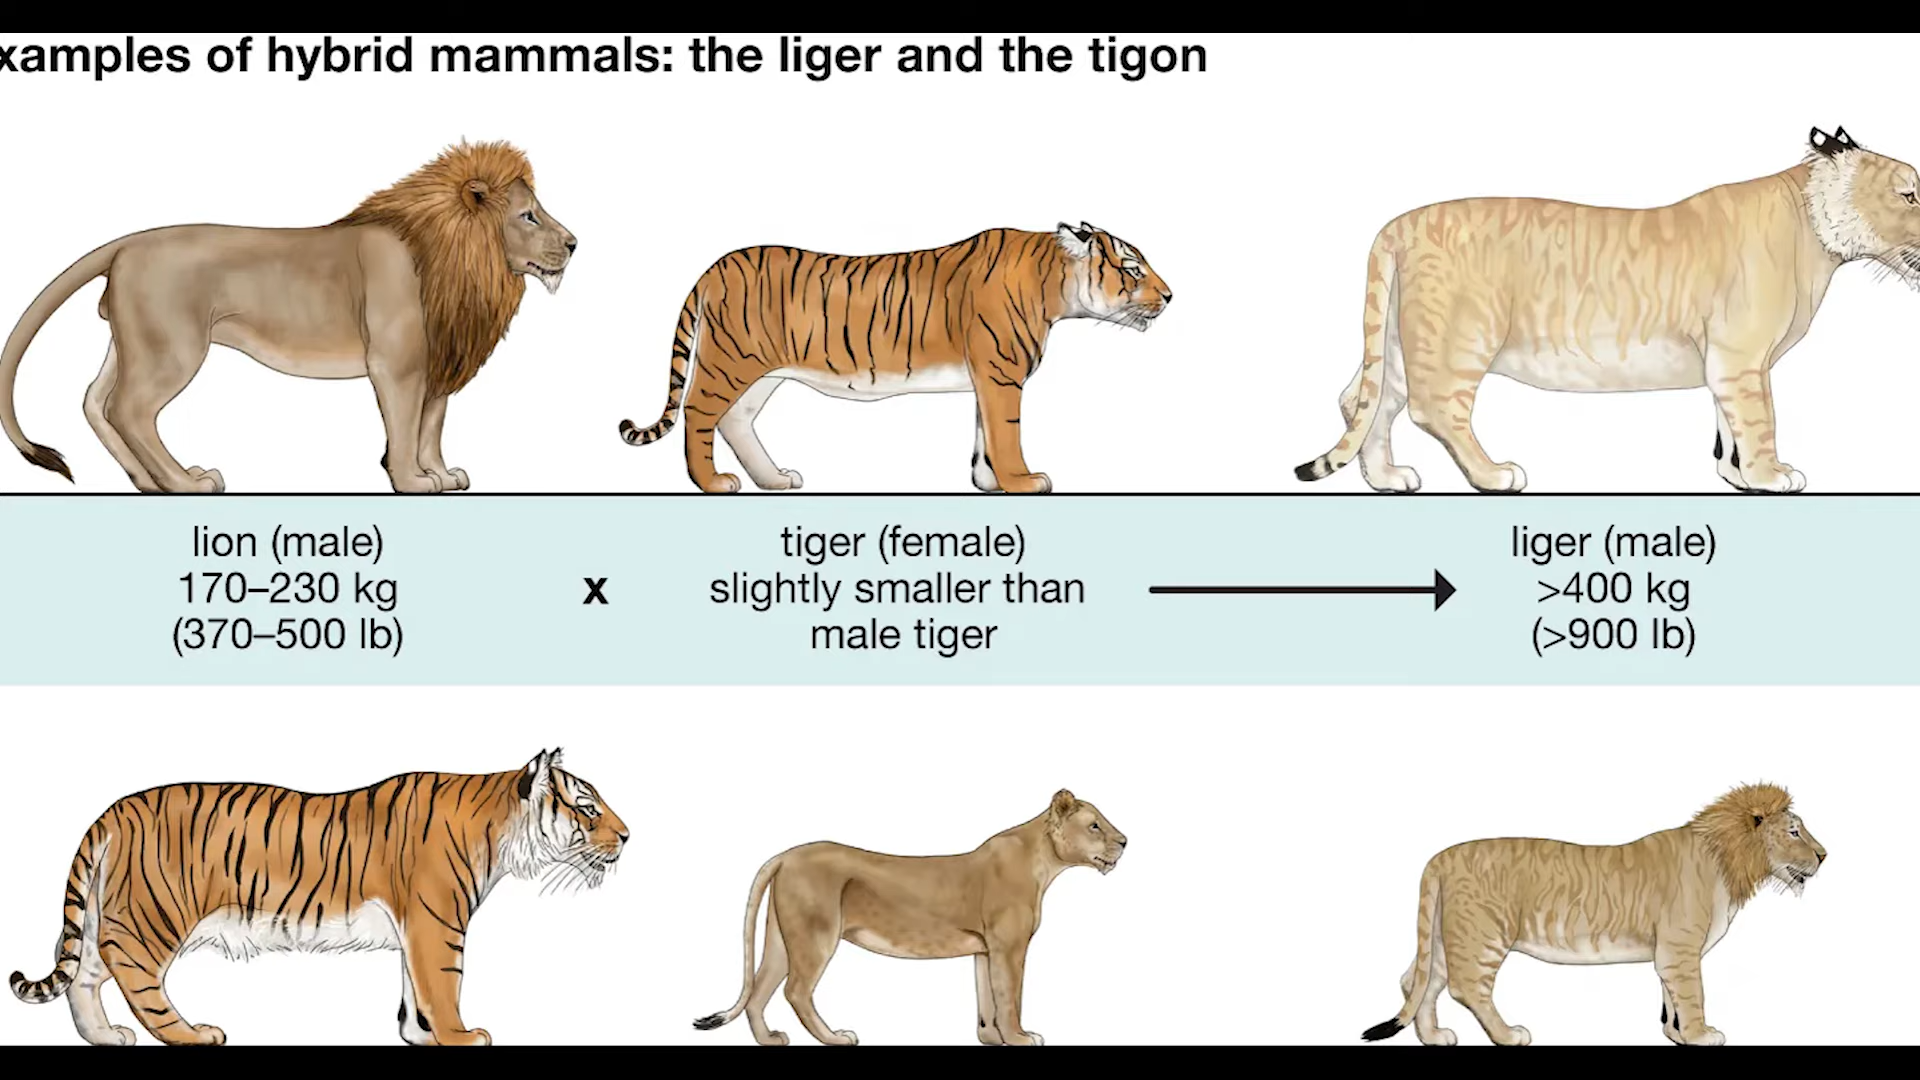 xamples of hybrid mammals: the liger and the tigon
lion (male)
170–230 kg
(370–500 lb)
x
tiger (female)
slightly smaller than
male tiger
liger (male)
>400 kg
(>900 lb)